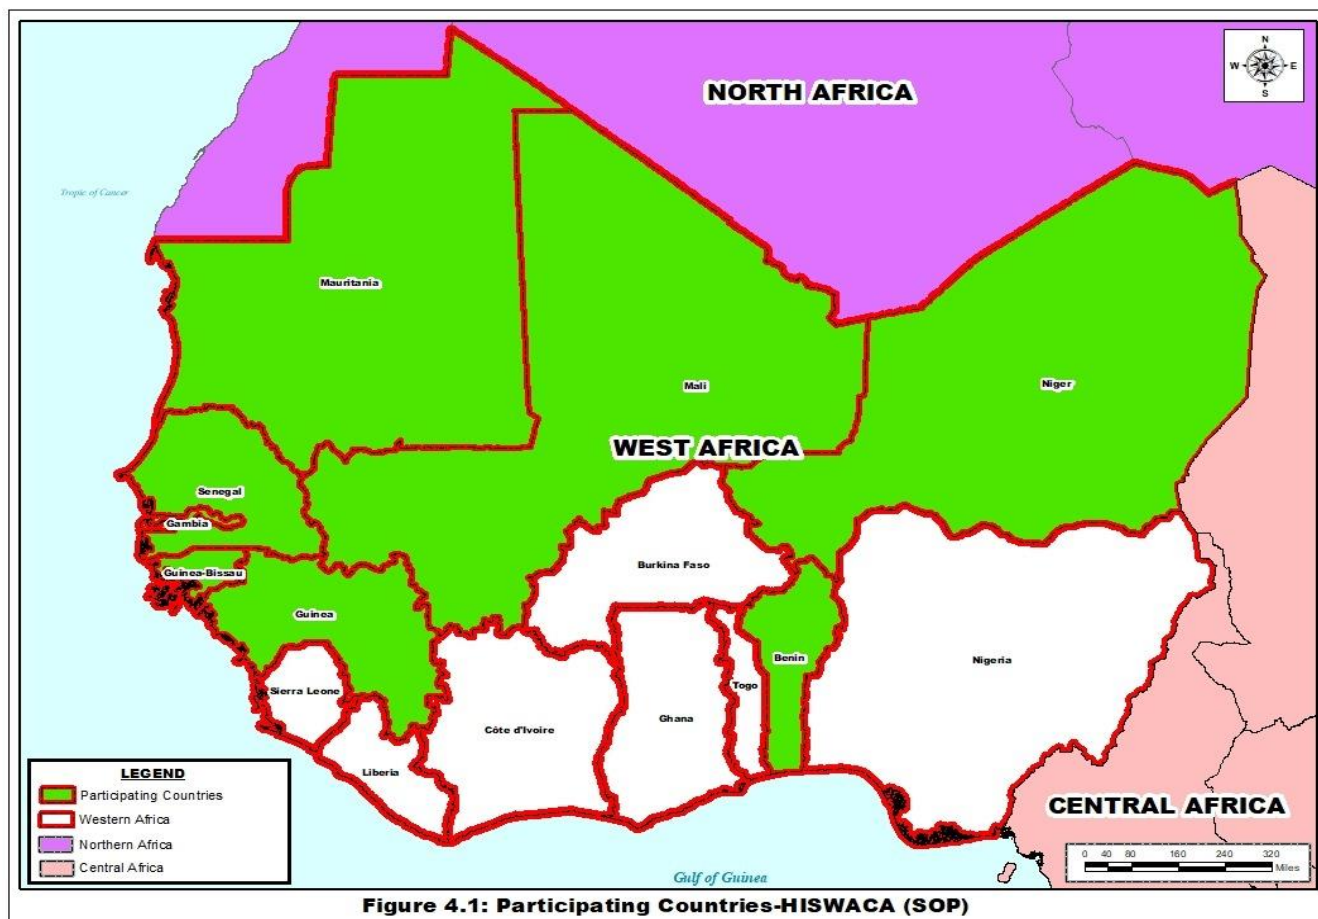 N
W
E
S
NORTH AFRICA
Tropic of Cancer
Mauritania
Mali
Niger
WEST AFRICA
Senegal
Gambia
Burkina Faso
Guinea-Bissau
Guinea
Benin
Nigeria
Togo
Sierra Leone
Ghana
Côte d'Ivoire
Liberia
LEGEND
Participating Countries
Western Africa
Northern Africa
Central Africa
CENTRAL AFRICA
0 40 80 160 240 320
Miles
Gulf of Guinea
Figure 4.1: Participating Countries-HISWACA (SOP)